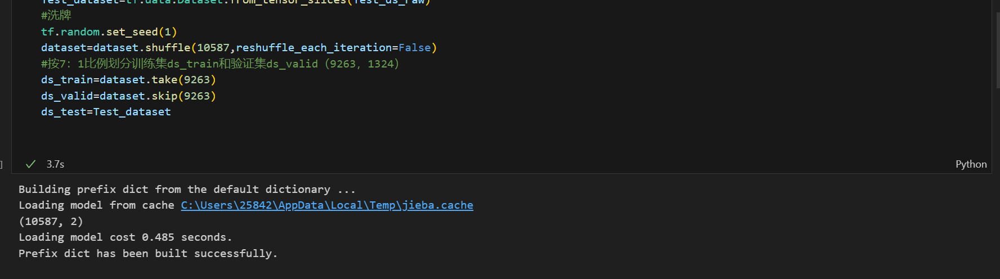 Test_dataset=tf.data.Dataset.from_tensor_slices(Test_ds_raw)
#洗牌
tf.random.set_seed(1)
dataset=dataset.shuffle(10587,reshuffle_each_iteration=False)
#按7：1比例划分训练集ds_train和验证集ds_valid（9263，1324）
ds_train=dataset.take(9263)
ds_valid=dataset.skip(9263)
ds_test=Test_dataset
] 3.7s Python
Building prefix dict from the default dictionary ...
Loading model from cache C:\Users\25842\AppData\Local\Temp\jieba.cache
(10587, 2)
Loading model cost 0.485 seconds.
Prefix dict has been built successfully.